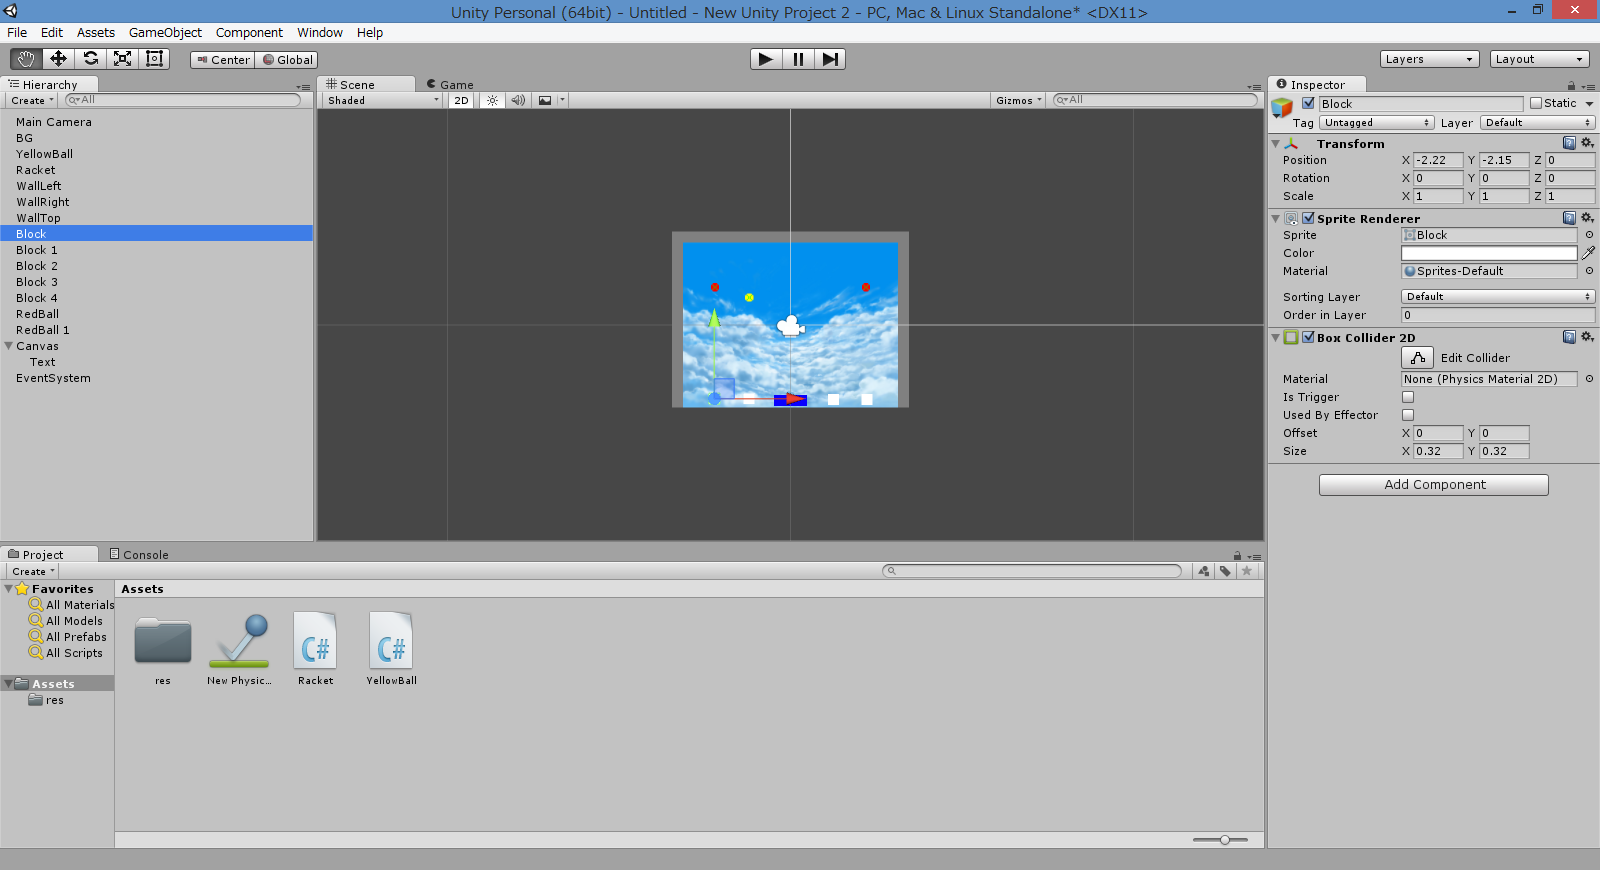 Unity Personal (64bit) - Untitled - New Unity Project 2 - PC, Mac & Linux Standalone* <DX11>
File Edit Assets GameObject Component Window Help
Center Global Layers Layout
Hierarchy
Create All
Main Camera
BG
YellowBall
Racket
WallLeft
WallRight
WallTop
Block
Block 1
Block 2
Block 3
Block 4
RedBall
RedBall 1
Canvas
Text
EventSystem
Scene Game
Shaded 2D Gizmos All
Inspector
Block Static
Tag Untagged Layer Default
Transform
Position X -2.22 Y -2.15 Z 0
Rotation X 0 Y 0 Z 0
Scale X 1 Y 1 Z 1
Sprite Renderer
Sprite Block
Color
Material Sprites-Default
Sorting Layer Default
Order in Layer 0
Box Collider 2D
Edit Collider
Material None (Physics Material 2D)
Is Trigger
Used By Effector
Offset X 0 Y 0
Size X 0.32 Y 0.32
Add Component
Project Console
Create
Favorites
All Materials
All Models
All Prefabs
All Scripts
Assets
res
Assets
C# C#
res New Physic... Racket YellowBall